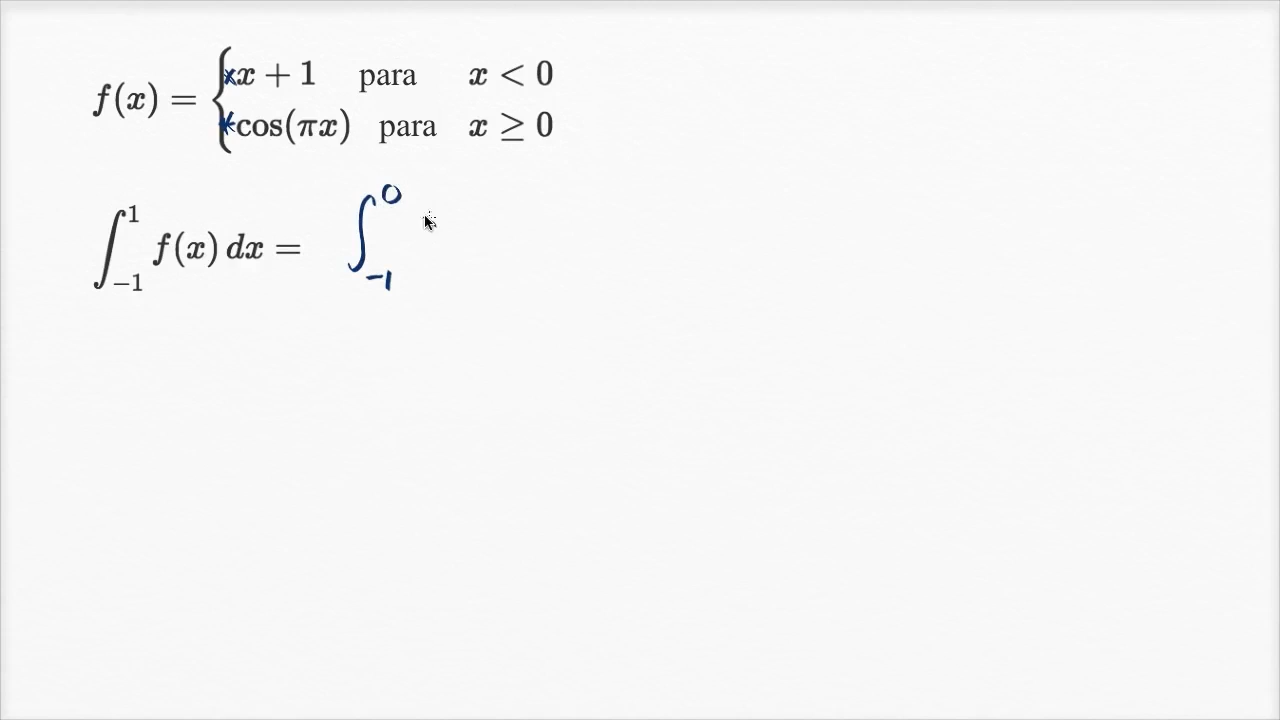 f(x) = { x + 1 para x < 0
cos(πx) para x ≥ 0
∫_{-1}^{1} f(x) dx = ∫_{-1}^{0}